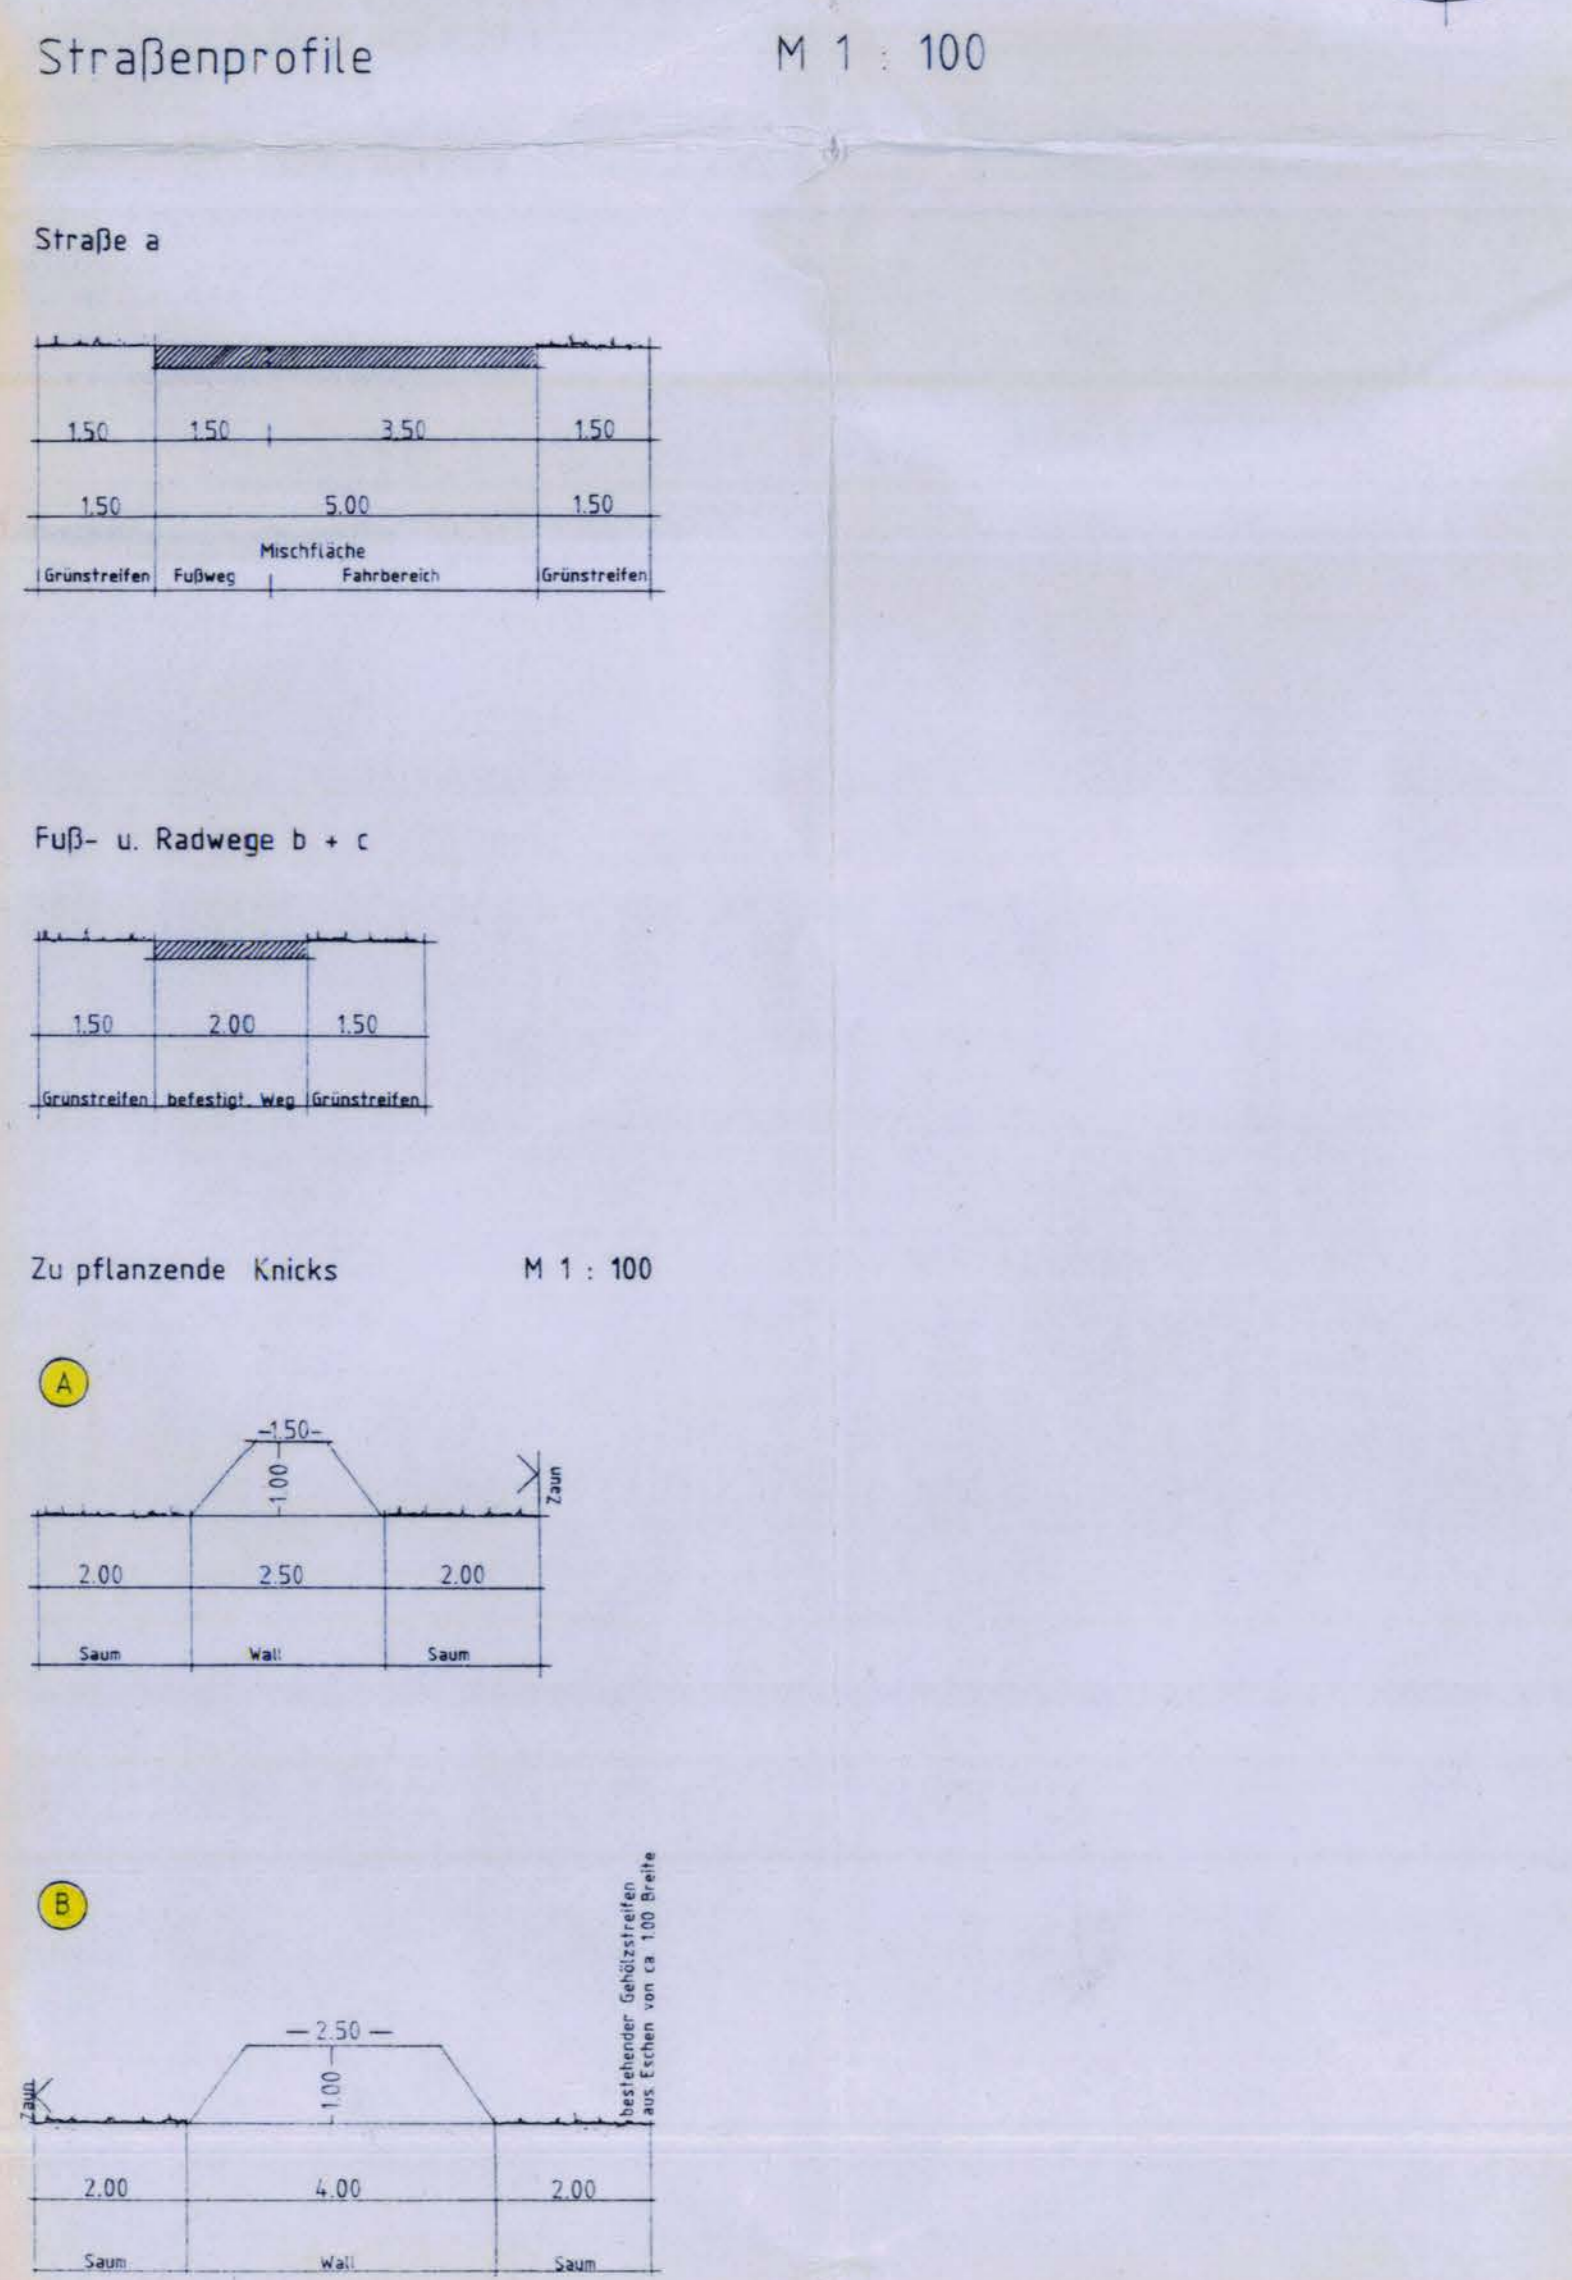 Straßenprofile M 1 : 100
Straße a
1.50 1.50 3.50 1.50
1.50 5.00 1.50
Mischfläche
Grünstreifen Fußweg Fahrbereich Grünstreifen
Fuß- u. Radwege b + c
1.50 2.00 1.50
Grünstreifen befestigt. Weg Grünstreifen
Zu pflanzende Knicks M 1 : 100
A
-1.50-
-1.00-
Zaun
2.00 2.50 2.00
Saum Wall Saum
B
bestehender Gehölzstreifen
aus Eschen von ca 1.00 Breite
- 2.50 -
-1.00-
Zaun
2.00 4.00 2.00
Saum Wall Saum